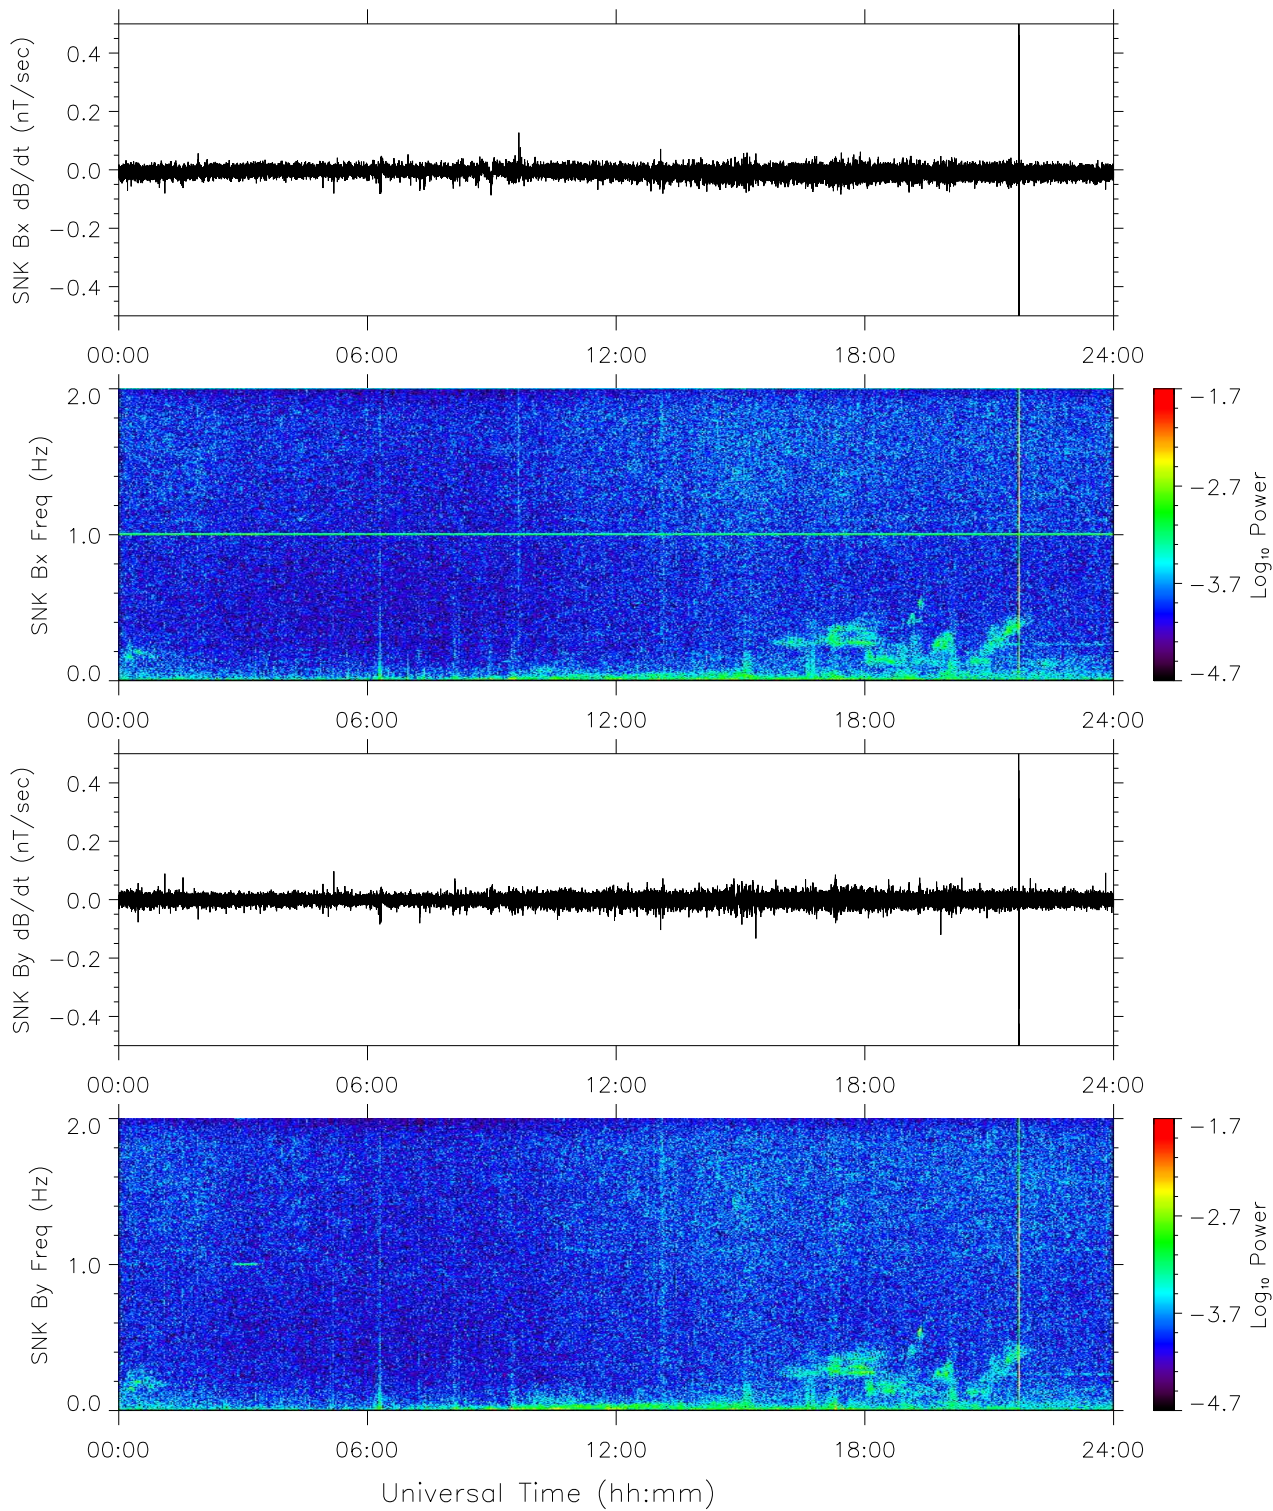 SNK Bx dB/dt (nT/sec)
0.4
0.2
0.0
−0.2
−0.4
00:00 06:00 12:00 18:00 24:00
SNK Bx Freq (Hz)
2.0
1.0
0.0
−1.7
−2.7
−3.7
−4.7
Log10 Power
00:00 06:00 12:00 18:00 24:00
SNK By dB/dt (nT/sec)
0.4
0.2
0.0
−0.2
−0.4
00:00 06:00 12:00 18:00 24:00
SNK By Freq (Hz)
2.0
1.0
0.0
−1.7
−2.7
−3.7
−4.7
Log10 Power
00:00 06:00 12:00 18:00 24:00
Universal Time (hh:mm)